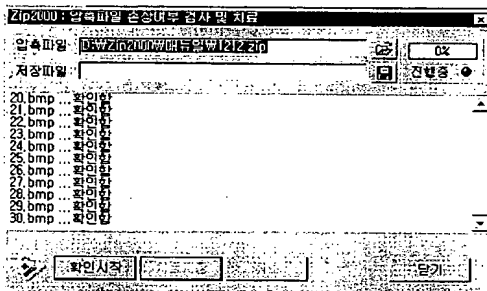 Zip2000 : 압축파일 손상여부 검사 및 치료
압축파일 D:₩Zip2000₩매뉴얼₩1212.zip
0%
저장파일
진행중
20.bmp ... 확인함
21.bmp ... 확인함
22.bmp ... 확인함
23.bmp ... 확인함
24.bmp ... 확인함
25.bmp ... 확인함
26.bmp ... 확인함
27.bmp ... 확인함
28.bmp ... 확인함
29.bmp ... 확인함
30.bmp ... 확인함
확인시작
닫기